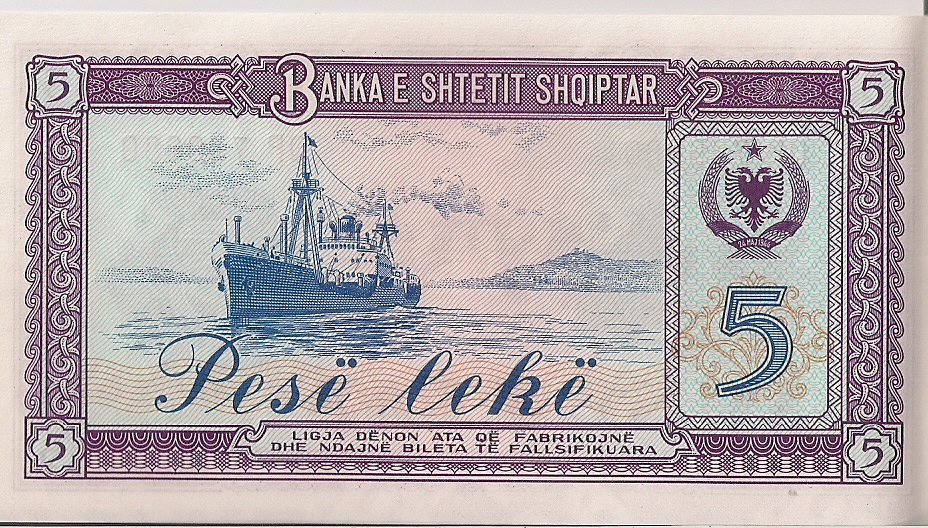 5 5
BANKA E SHTETIT SHQIPTAR
5
Pesë lekë
LIGJA DËNON ATA QË FABRIKOJNË
DHE NDAJNË BILETA TË FALLSIFIKUARA
5 5